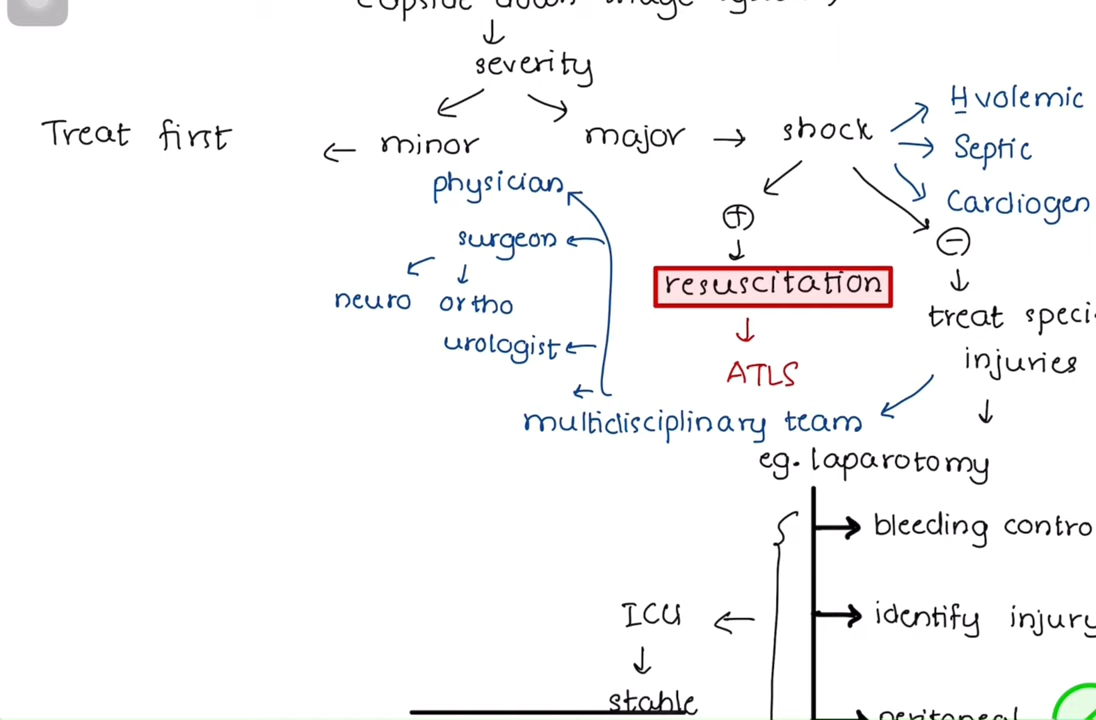 severity
Treat first ← minor major → shock
Hvolemic
Septic
Cardiogen
physician
surgeon
neuro ortho
urologist
multidisciplinary team
+
resuscitation
ATLS
−
treat speci
injuries
eg. laparotomy
bleeding contro
identify injury
ICU
stable
peritoneal